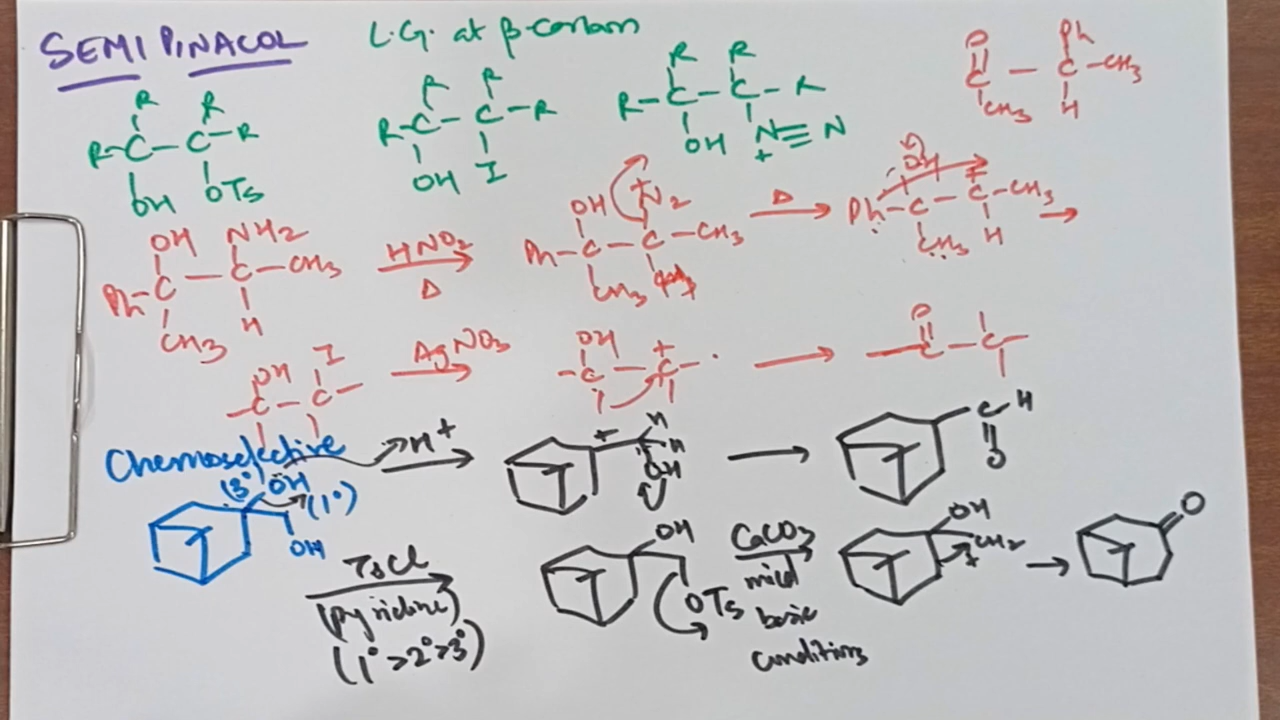 SEMI PINACOL L.G. at β-carbon
R R R R R R O Ph
R-C-C-R R-C-C-R R-C-C-R C-C-CH3
OH OTs OH I OH N≡N + CH3 H
OH NH2 HNO2 Δ OH +N2 Δ OH +
Ph-C-C-CH3 Ph-C-C-CH3 Ph-C-C-CH3
CH3 H CH3 CH3 H
OH I AgNO3 OH + O
-C-C- -C-C C-C
Chemoselective H+ + H H OH C H O
(3°) OH (1°) OH
TsCl (pyridine) (1°>2°>3°) OH OTs CaCO3 mild basic conditions OH CH2 + O